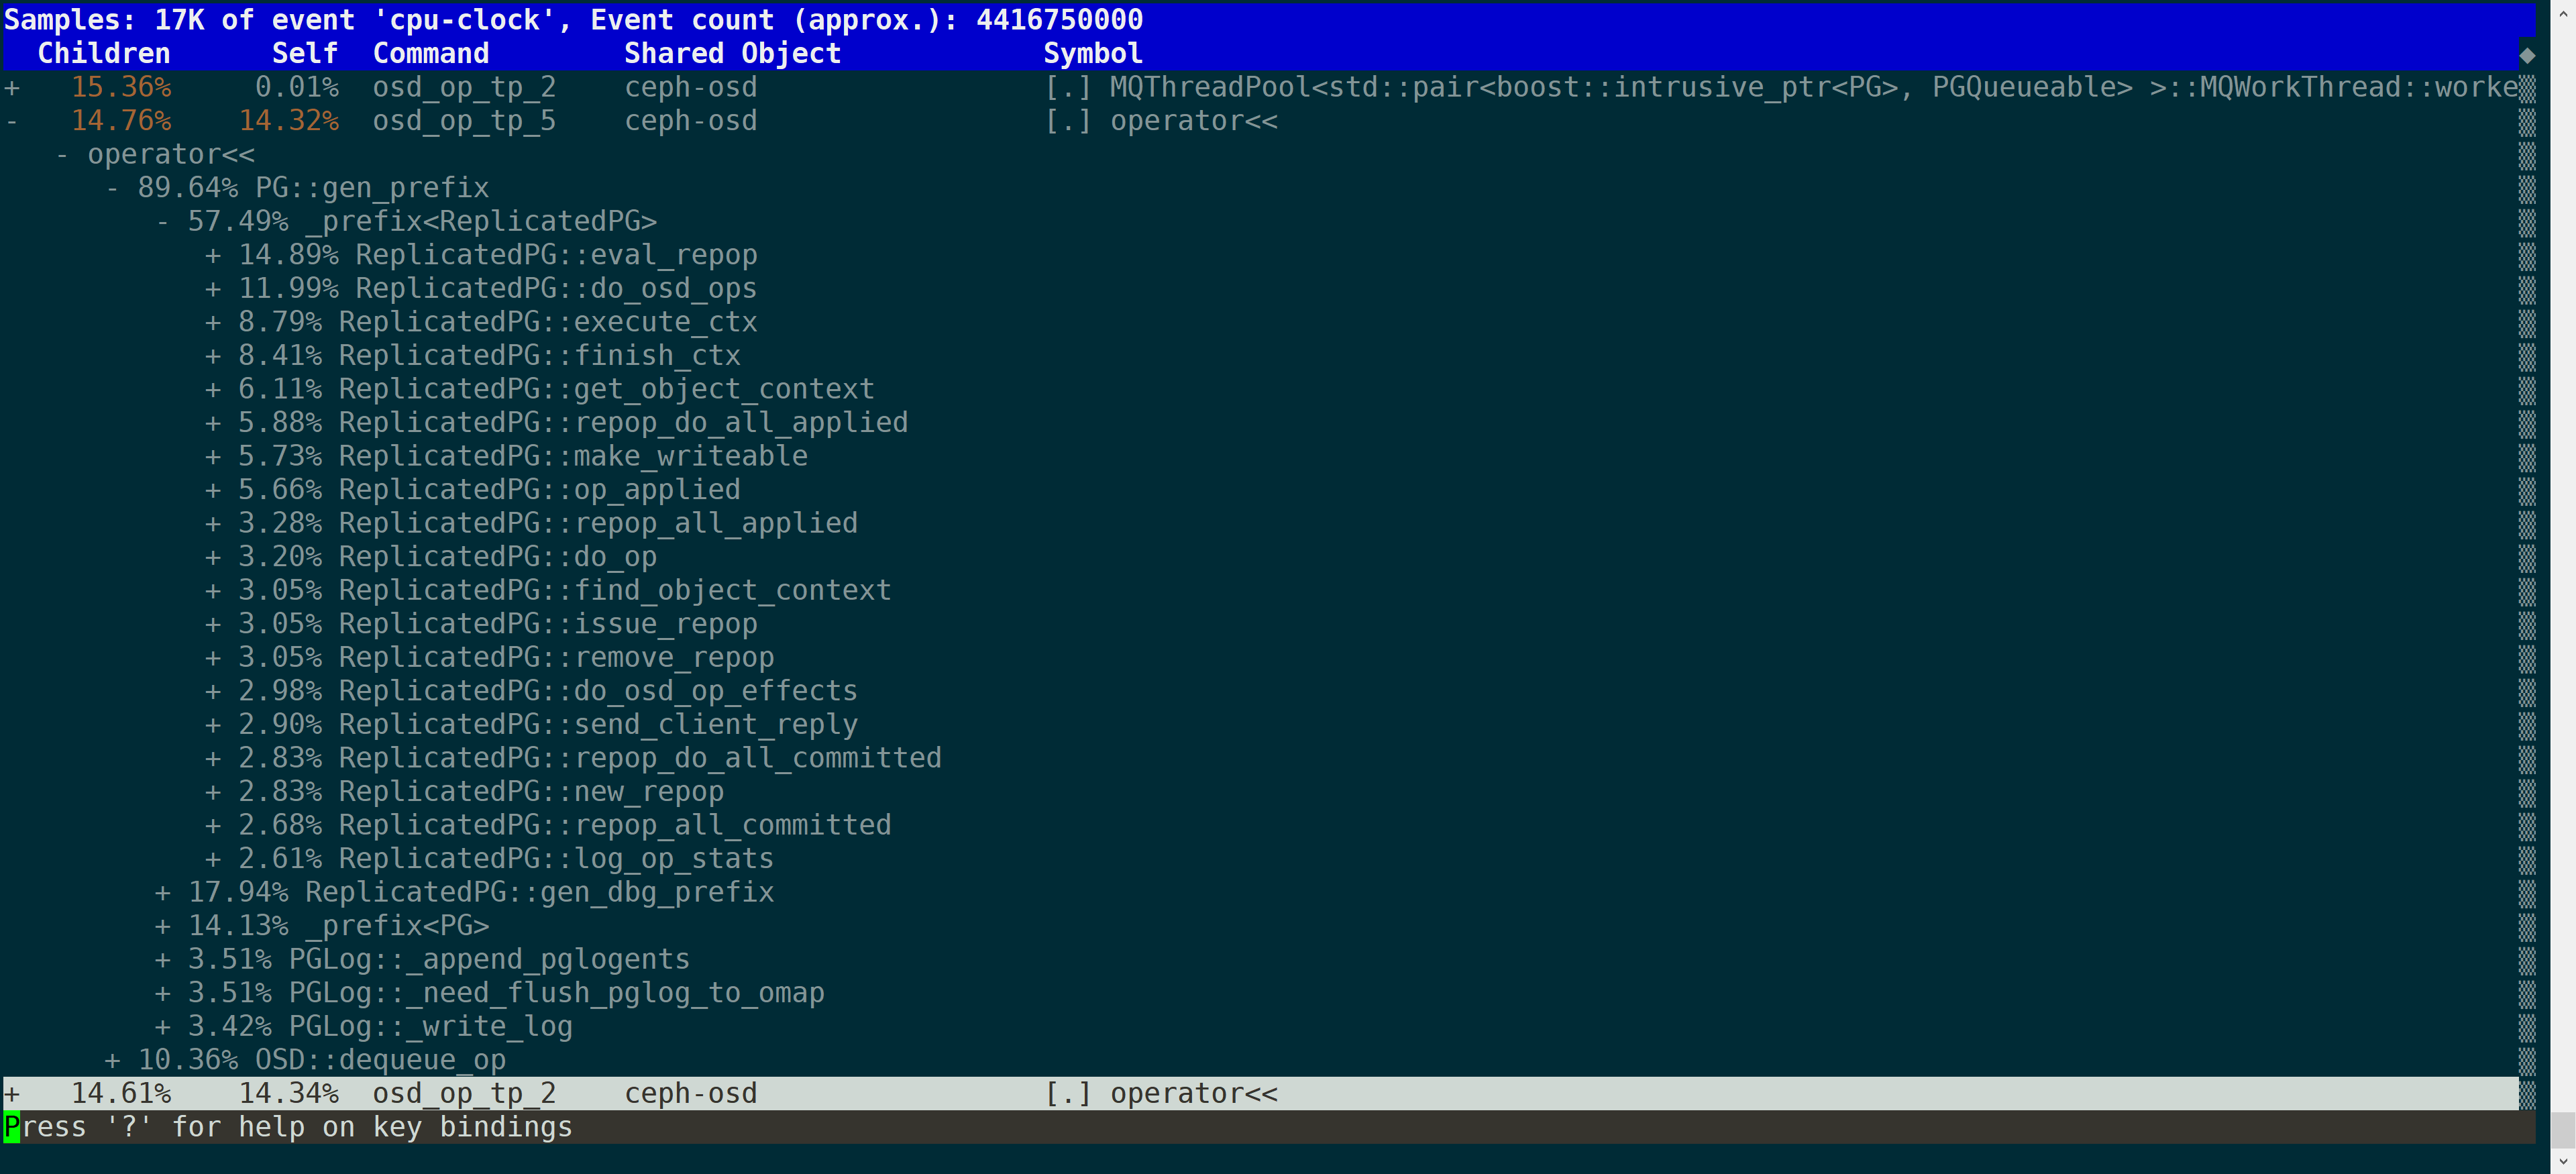 Samples: 17K of event 'cpu-clock', Event count (approx.): 4416750000
  Children      Self  Command        Shared Object            Symbol
+   15.36%     0.01%  osd_op_tp_2    ceph-osd                 [.] MQThreadPool<std::pair<boost::intrusive_ptr<PG>, PGQueueable> >::MQWorkThread::worke
-   14.76%    14.32%  osd_op_tp_5    ceph-osd                 [.] operator<<
   - operator<<
      - 89.64% PG::gen_prefix
         - 57.49% _prefix<ReplicatedPG>
            + 14.89% ReplicatedPG::eval_repop
            + 11.99% ReplicatedPG::do_osd_ops
            + 8.79% ReplicatedPG::execute_ctx
            + 8.41% ReplicatedPG::finish_ctx
            + 6.11% ReplicatedPG::get_object_context
            + 5.88% ReplicatedPG::repop_do_all_applied
            + 5.73% ReplicatedPG::make_writeable
            + 5.66% ReplicatedPG::op_applied
            + 3.28% ReplicatedPG::repop_all_applied
            + 3.20% ReplicatedPG::do_op
            + 3.05% ReplicatedPG::find_object_context
            + 3.05% ReplicatedPG::issue_repop
            + 3.05% ReplicatedPG::remove_repop
            + 2.98% ReplicatedPG::do_osd_op_effects
            + 2.90% ReplicatedPG::send_client_reply
            + 2.83% ReplicatedPG::repop_do_all_committed
            + 2.83% ReplicatedPG::new_repop
            + 2.68% ReplicatedPG::repop_all_committed
            + 2.61% ReplicatedPG::log_op_stats
         + 17.94% ReplicatedPG::gen_dbg_prefix
         + 14.13% _prefix<PG>
         + 3.51% PGLog::_append_pglogents
         + 3.51% PGLog::_need_flush_pglog_to_omap
         + 3.42% PGLog::_write_log
      + 10.36% OSD::dequeue_op
+   14.61%    14.34%  osd_op_tp_2    ceph-osd                 [.] operator<<
Press '?' for help on key bindings